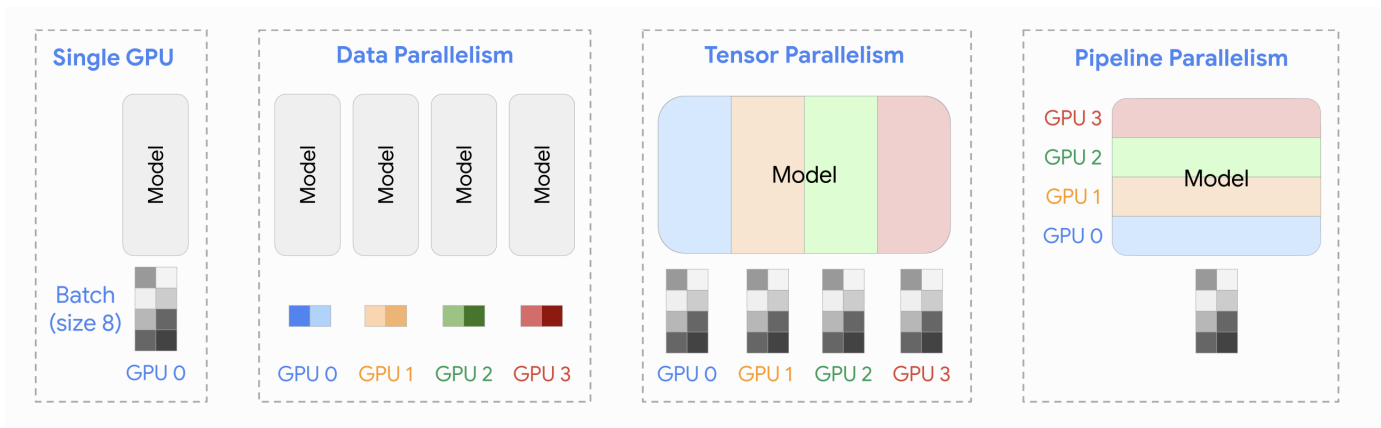 Single GPU
Model
Batch
(size 8)
GPU 0
Data Parallelism
Model
Model
Model
Model
GPU 0
GPU 1
GPU 2
GPU 3
Tensor Parallelism
Model
GPU 0
GPU 1
GPU 2
GPU 3
Pipeline Parallelism
GPU 3
GPU 2
Model
GPU 1
GPU 0